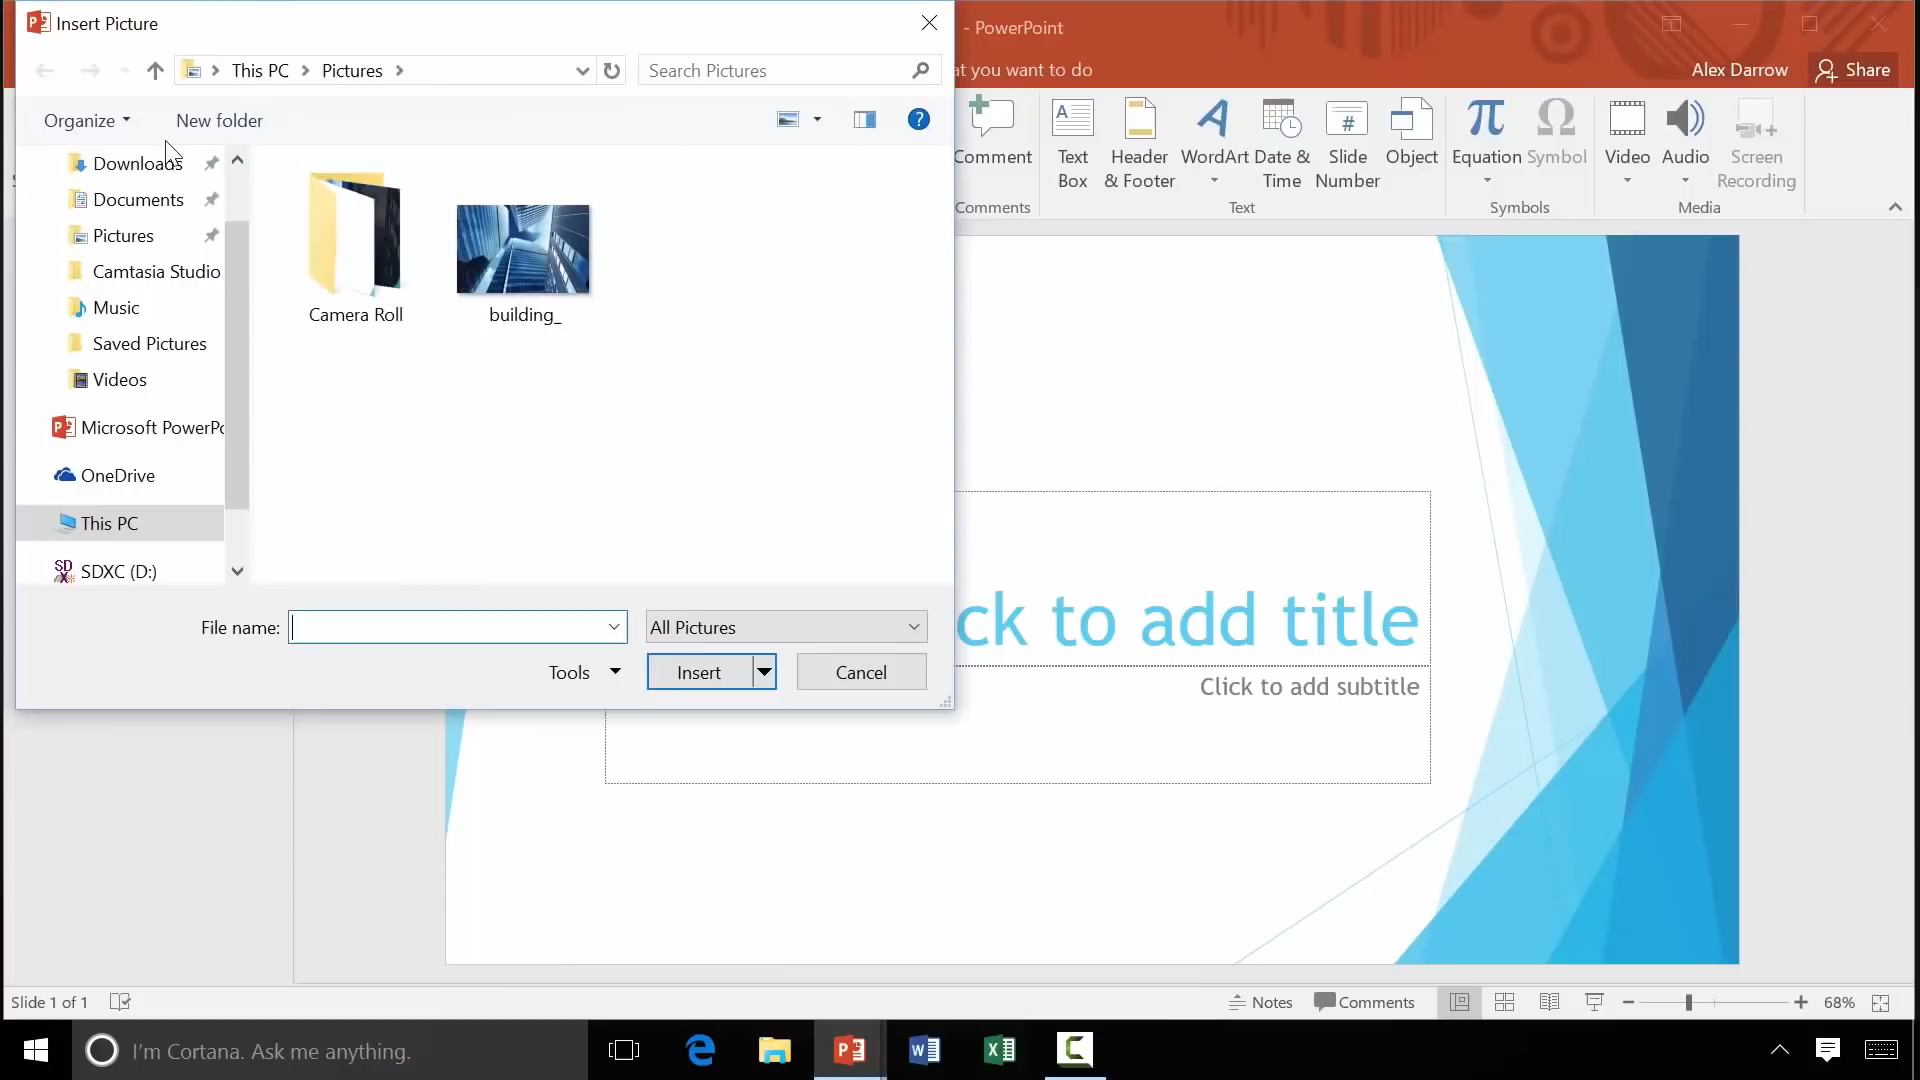 Insert Picture
- PowerPoint
This PC
Pictures
Search Pictures
at you want to do
Alex Darrow
Share
Organize
New folder
?
Downloads
Documents
Pictures
Camtasia Studio
Music
Saved Pictures
Videos
Microsoft PowerPo
OneDrive
This PC
SDXC (D:)
Camera Roll
building_
File name:
All Pictures
Tools
Insert
Cancel
Comment
Comments
Text
Box
Header
& Footer
WordArt
Date &
Time
Slide
Number
Object
Text
Equation
Symbol
Symbols
Video
Audio
Screen
Recording
Media
ck to add title
Click to add subtitle
Slide 1 of 1
Notes
Comments
68%
I'm Cortana. Ask me anything.